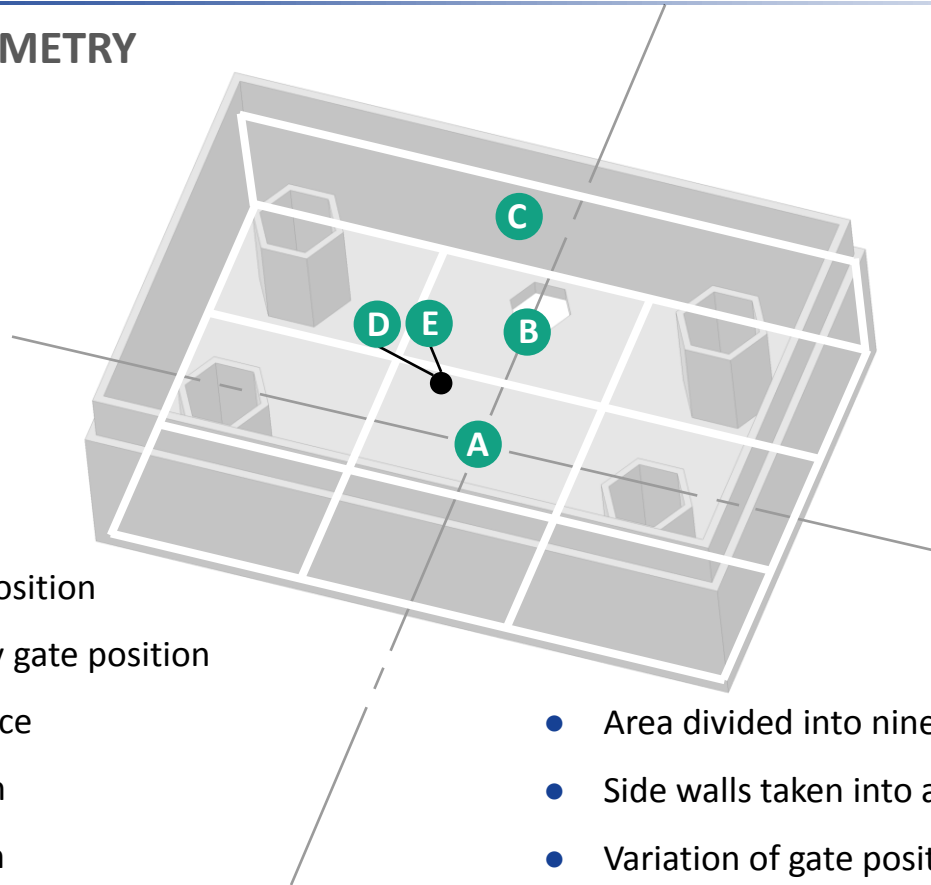 METRY
C
D E B
A
osition
gate position
ce
Area divided into nine
Side walls taken into a
Variation of gate posit